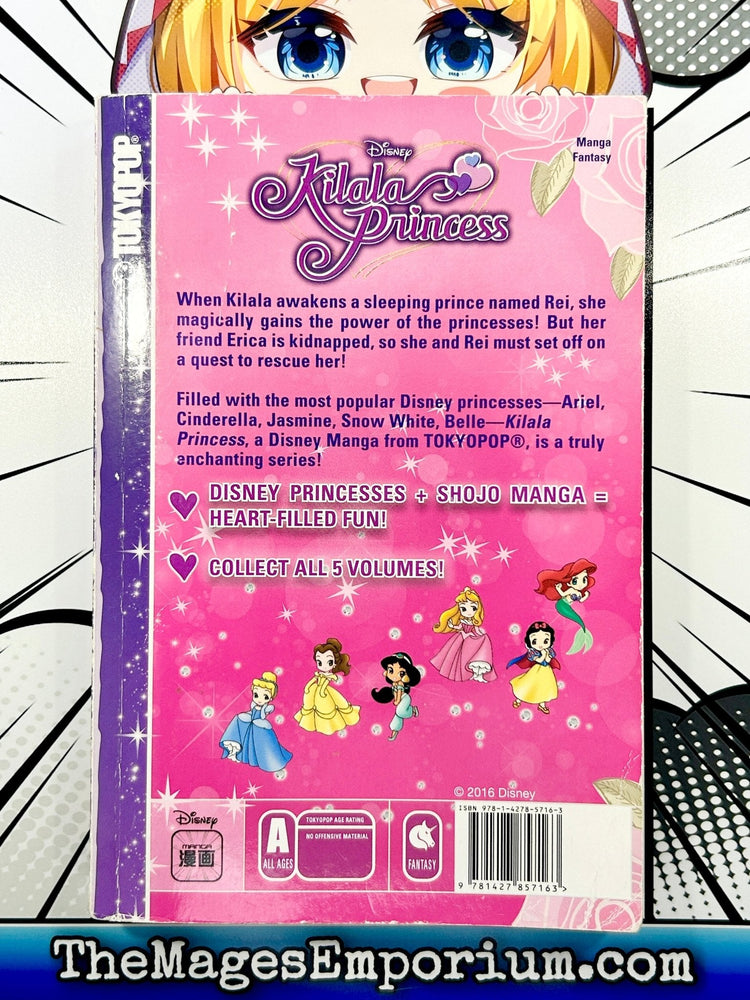 TOKYOPOP®
Manga
Fantasy
Disney
Kilala
Princess
When Kilala awakens a sleeping prince named Rei, she
magically gains the power of the princesses! But her
friend Erica is kidnapped, so she and Rei must set off on
a quest to rescue her!
Filled with the most popular Disney princesses—Ariel,
Cinderella, Jasmine, Snow White, Belle—Kilala
Princess, a Disney Manga from TOKYOPOP®, is a truly
enchanting series!
DISNEY PRINCESSES + SHOJO MANGA =
HEART-FILLED FUN!
COLLECT ALL 5 VOLUMES!
© 2016 Disney
Disney
MANGA
漫画
A
ALL AGES
TOKYOPOP AGE RATING
NO OFFENSIVE MATERIAL
FANTASY
ISBN 978-1-4278-5716-3
9 781427 857163>
TheMagesEmporium.com